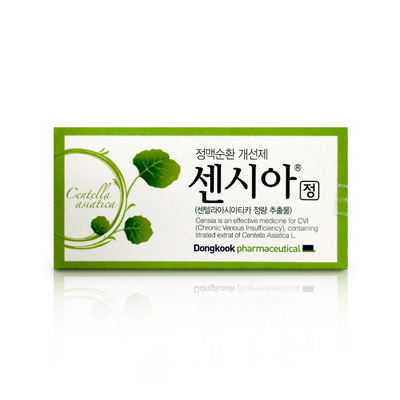 Centella
asiatica
정맥순환 개선제
센시아® 정
(센텔라아시아티카 정량 추출물)
Censia is an effective medicine for CVI
(Chronic Venous Insufficiency), containing
titrated extrat of Centella Asiatica L.
Dongkook pharmaceutical